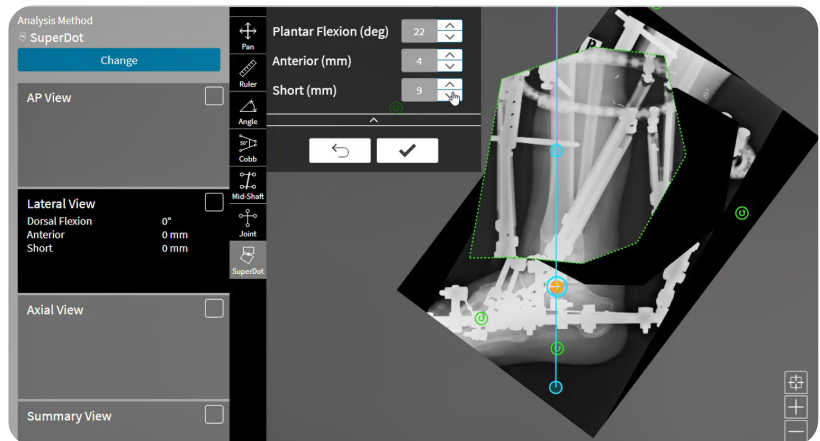 Analysis Method
SuperDot
Change
AP View
Lateral View
Dorsal Flexion 0°
Anterior 0 mm
Short 0 mm
Axial View
Summary View
Pan
Ruler
Angle
50°
Cobb
Mid-Shaft
Joint
SuperDot
Plantar Flexion (deg) 22
Anterior (mm) 4
Short (mm) 9